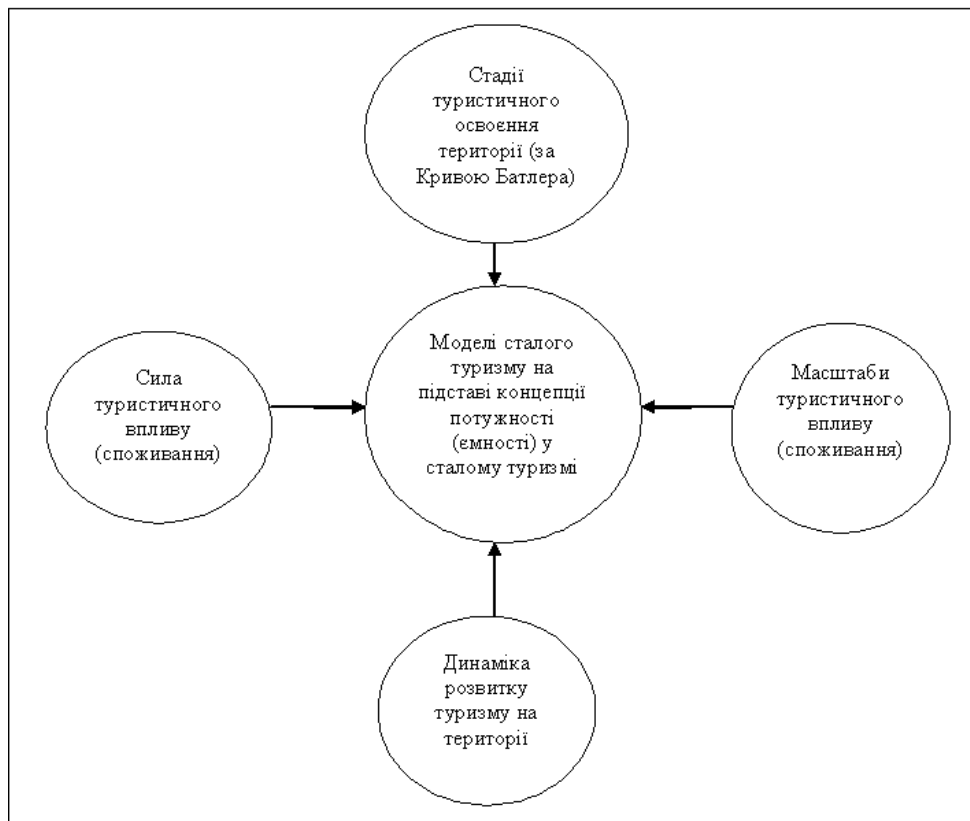 Стадії
туристичного
освоєння
території (за
Кривою Батлера)
Сила
туристичного
впливу
(споживання)
Моделі сталого
туризму на
підставі концепції
потужності
(ємності) у
сталому туризмі
Масштаби
туристичного
впливу
(споживання)
Динаміка
розвитку
туризму на
території